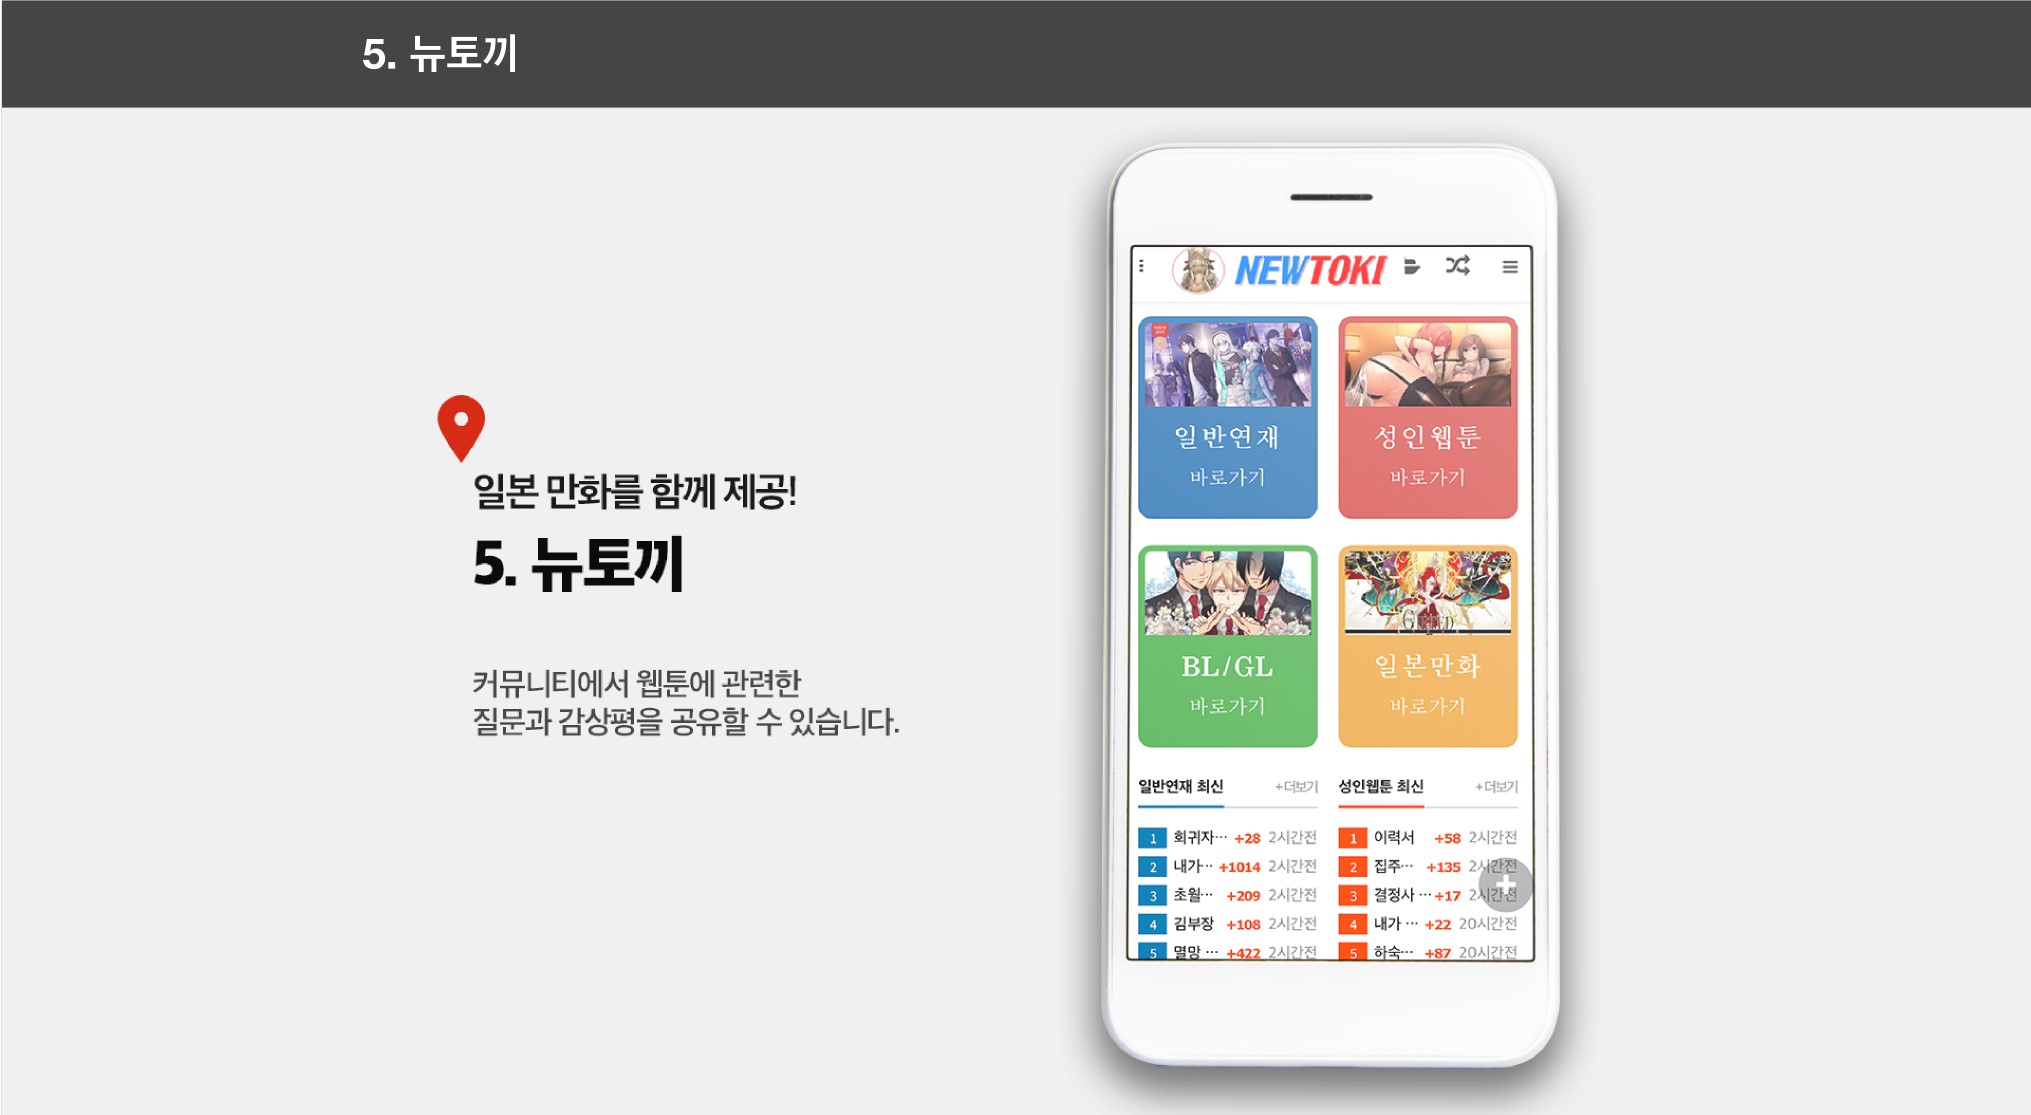 5. 뉴토끼
일본 만화를 함께 제공!
5. 뉴토끼
커뮤니티에서 웹툰에 관련한
질문과 감상평을 공유할 수 있습니다.
NEWTOKI
일반연재
바로가기
성인웹툰
바로가기
BL/GL
바로가기
일본만화
바로가기
일반연재 최신 +더보기
1 회귀자··· +28 2시간전
2 내가··· +1014 2시간전
3 초월··· +209 2시간전
4 김부장 +108 2시간전
5 멸망 ··· +422 2시간전
성인웹툰 최신 +더보기
1 이력서 +58 2시간전
2 집주··· +135 2시간전
3 결정사 ··· +17 2시간전
4 내가 ··· +22 20시간전
5 하숙··· +87 20시간전